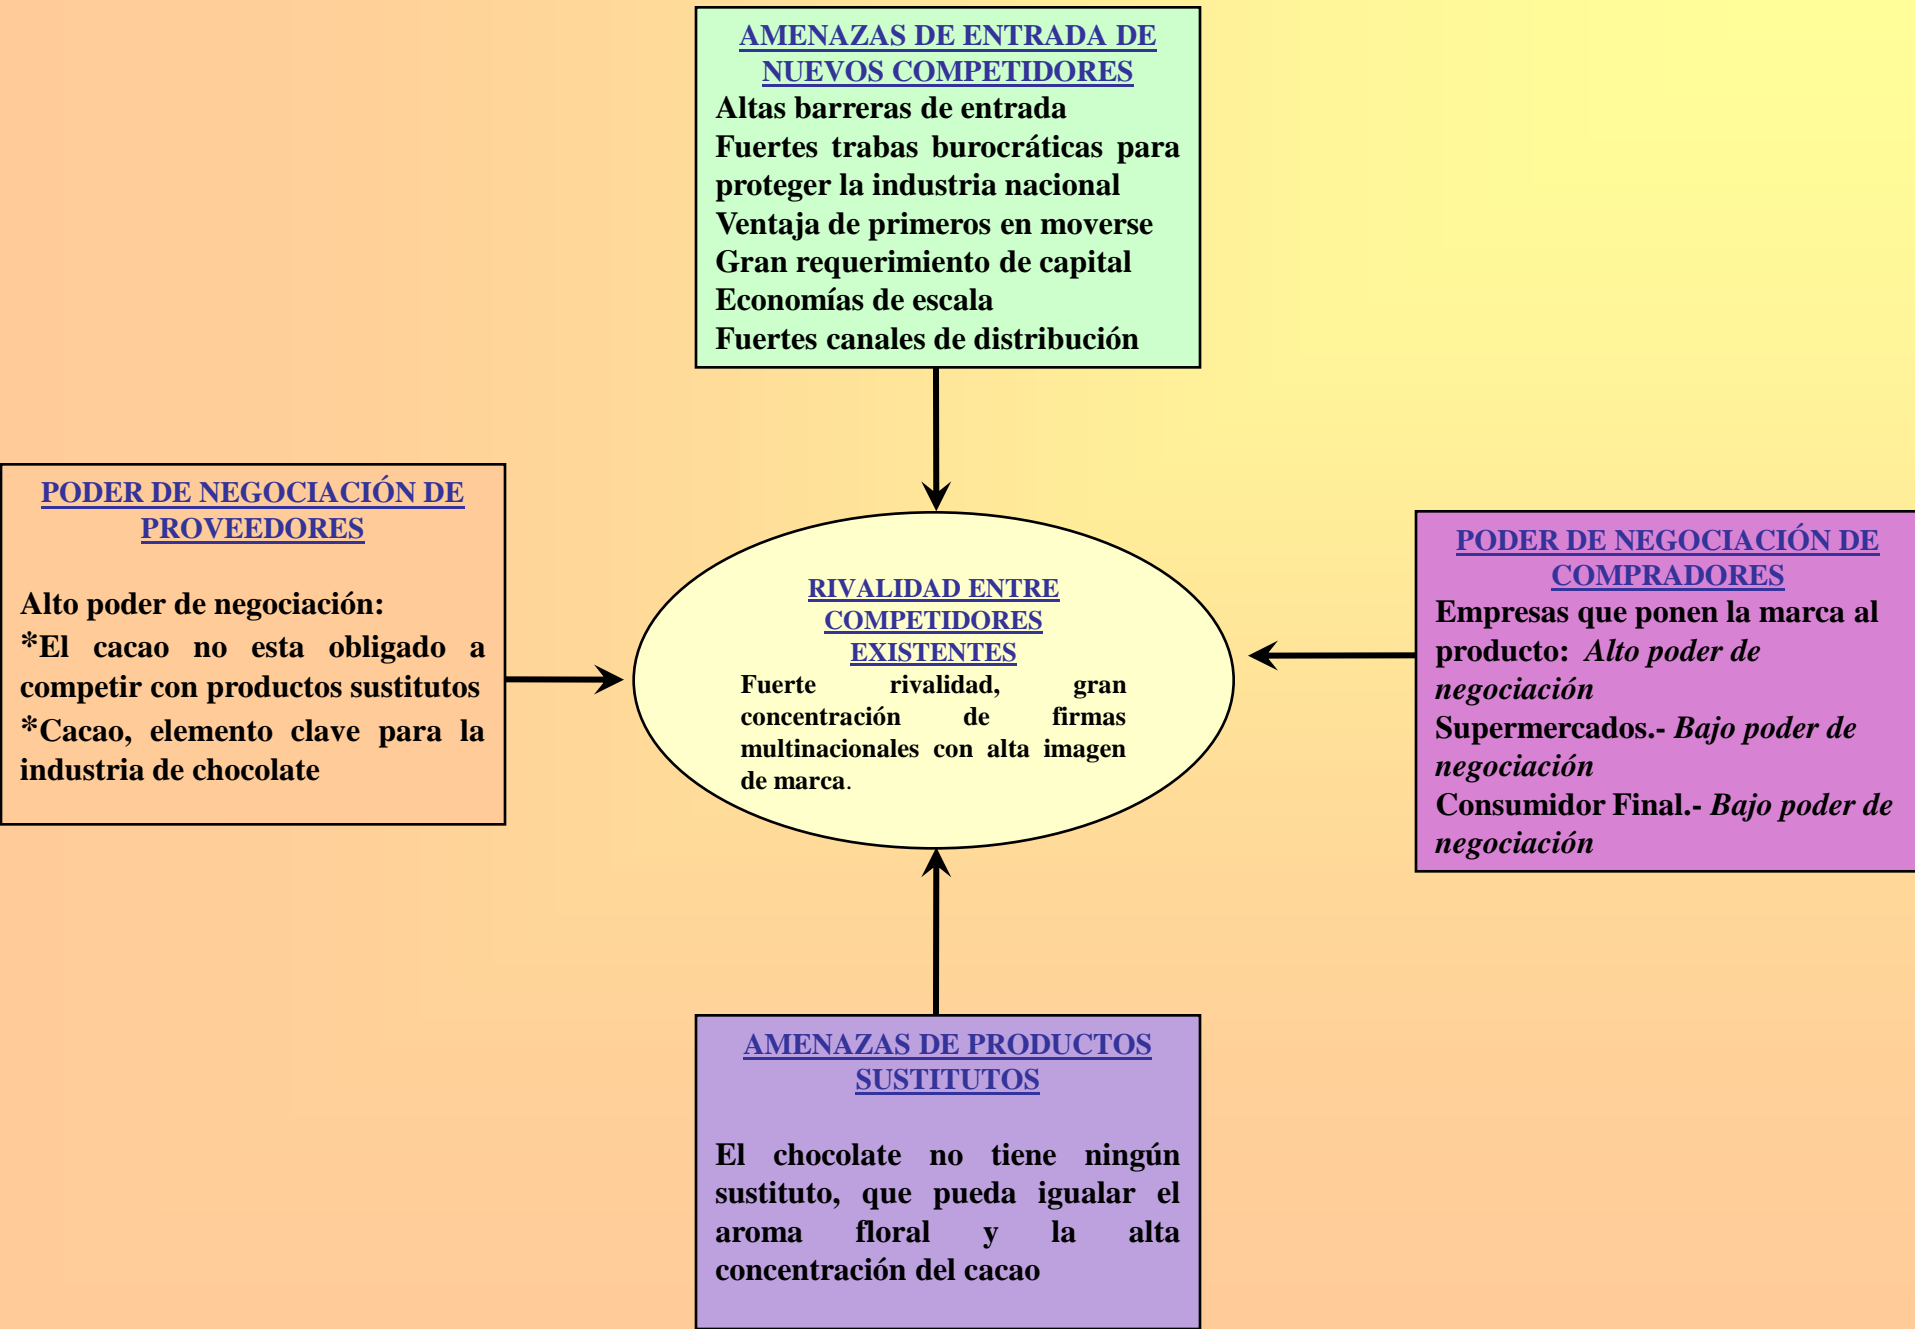 AMENAZAS DE ENTRADA DE
NUEVOS COMPETIDORES
Altas barreras de entrada
Fuertes trabas burocráticas para
proteger la industria nacional
Ventaja de primeros en moverse
Gran requerimiento de capital
Economías de escala
Fuertes canales de distribución
PODER DE NEGOCIACIÓN DE
PROVEEDORES
Alto poder de negociación:
*El cacao no esta obligado a
competir con productos sustitutos
*Cacao, elemento clave para la
industria de chocolate
RIVALIDAD ENTRE
COMPETIDORES
EXISTENTES
Fuerte rivalidad, gran
concentración de firmas
multinacionales con alta imagen
de marca.
PODER DE NEGOCIACIÓN DE
COMPRADORES
Empresas que ponen la marca al
producto: Alto poder de
negociación
Supermercados.- Bajo poder de
negociación
Consumidor Final.- Bajo poder de
negociación
AMENAZAS DE PRODUCTOS
SUSTITUTOS
El chocolate no tiene ningún
sustituto, que pueda igualar el
aroma floral y la alta
concentración del cacao